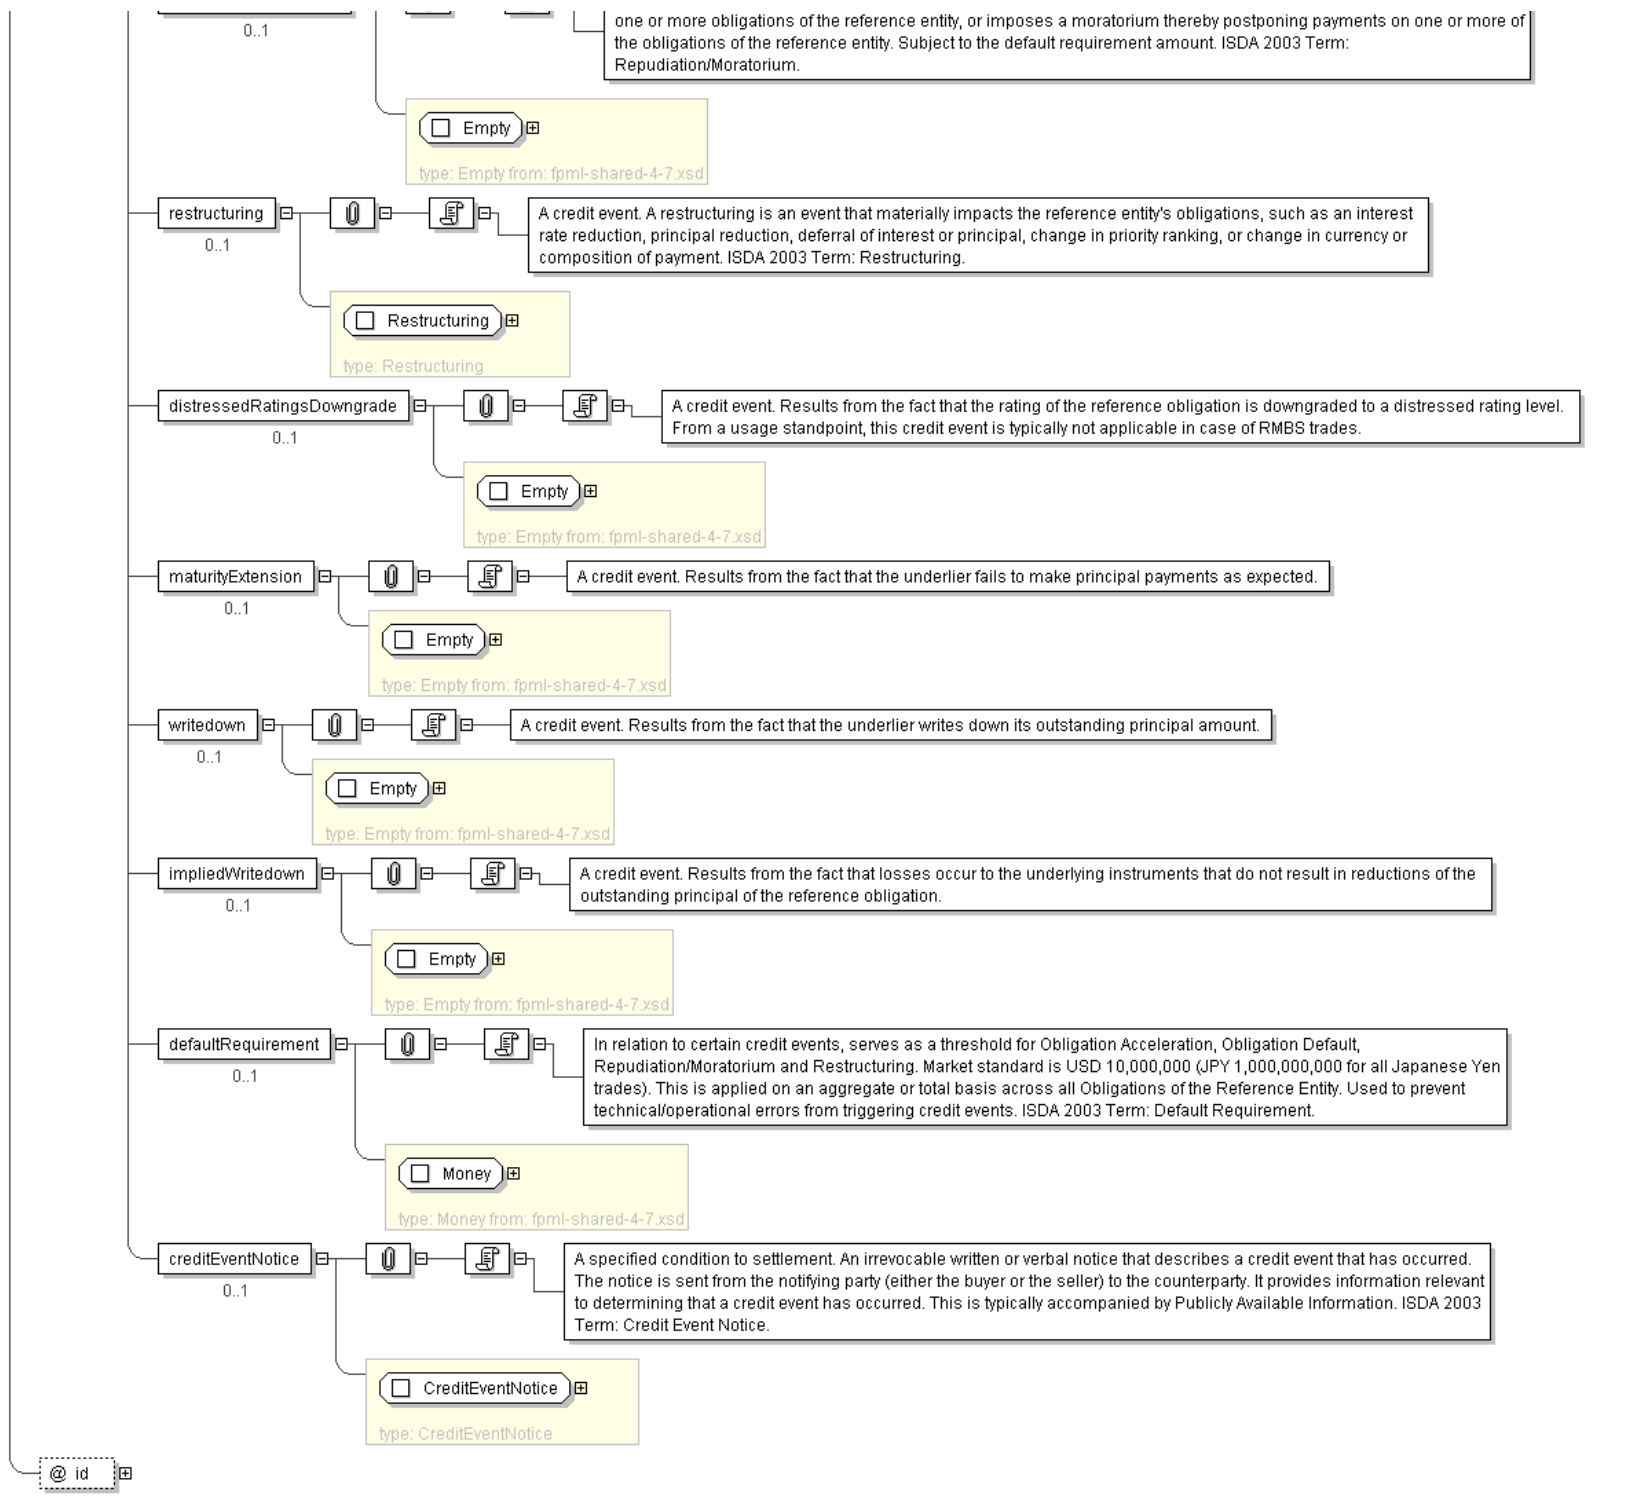 one or more obligations of the reference entity, or imposes a moratorium thereby postponing payments on one or more of
0..1
the obligations of the reference entity. Subject to the default requirement amount. ISDA 2003 Term:
Repudiation/Moratorium.
Empty
type: Empty from: fpml-shared-4-7.xsd
restructuring
0..1
A credit event. A restructuring is an event that materially impacts the reference entity's obligations, such as an interest
rate reduction, principal reduction, deferral of interest or principal, change in priority ranking, or change in currency or
composition of payment. ISDA 2003 Term: Restructuring.
Restructuring
type: Restructuring
distressedRatingsDowngrade
0..1
A credit event. Results from the fact that the rating of the reference obligation is downgraded to a distressed rating level.
From a usage standpoint, this credit event is typically not applicable in case of RMBS trades.
Empty
type: Empty from: fpml-shared-4-7.xsd
maturityExtension
0..1
A credit event. Results from the fact that the underlier fails to make principal payments as expected.
Empty
type: Empty from: fpml-shared-4-7.xsd
writedown
0..1
A credit event. Results from the fact that the underlier writes down its outstanding principal amount.
Empty
type: Empty from: fpml-shared-4-7.xsd
impliedWritedown
0..1
A credit event. Results from the fact that losses occur to the underlying instruments that do not result in reductions of the
outstanding principal of the reference obligation.
Empty
type: Empty from: fpml-shared-4-7.xsd
defaultRequirement
0..1
In relation to certain credit events, serves as a threshold for Obligation Acceleration, Obligation Default,
Repudiation/Moratorium and Restructuring. Market standard is USD 10,000,000 (JPY 1,000,000,000 for all Japanese Yen
trades). This is applied on an aggregate or total basis across all Obligations of the Reference Entity. Used to prevent
technical/operational errors from triggering credit events. ISDA 2003 Term: Default Requirement.
Money
type: Money from: fpml-shared-4-7.xsd
creditEventNotice
0..1
A specified condition to settlement. An irrevocable written or verbal notice that describes a credit event that has occurred.
The notice is sent from the notifying party (either the buyer or the seller) to the counterparty. It provides information relevant
to determining that a credit event has occurred. This is typically accompanied by Publicly Available Information. ISDA 2003
Term: Credit Event Notice.
CreditEventNotice
type: CreditEventNotice
@ id